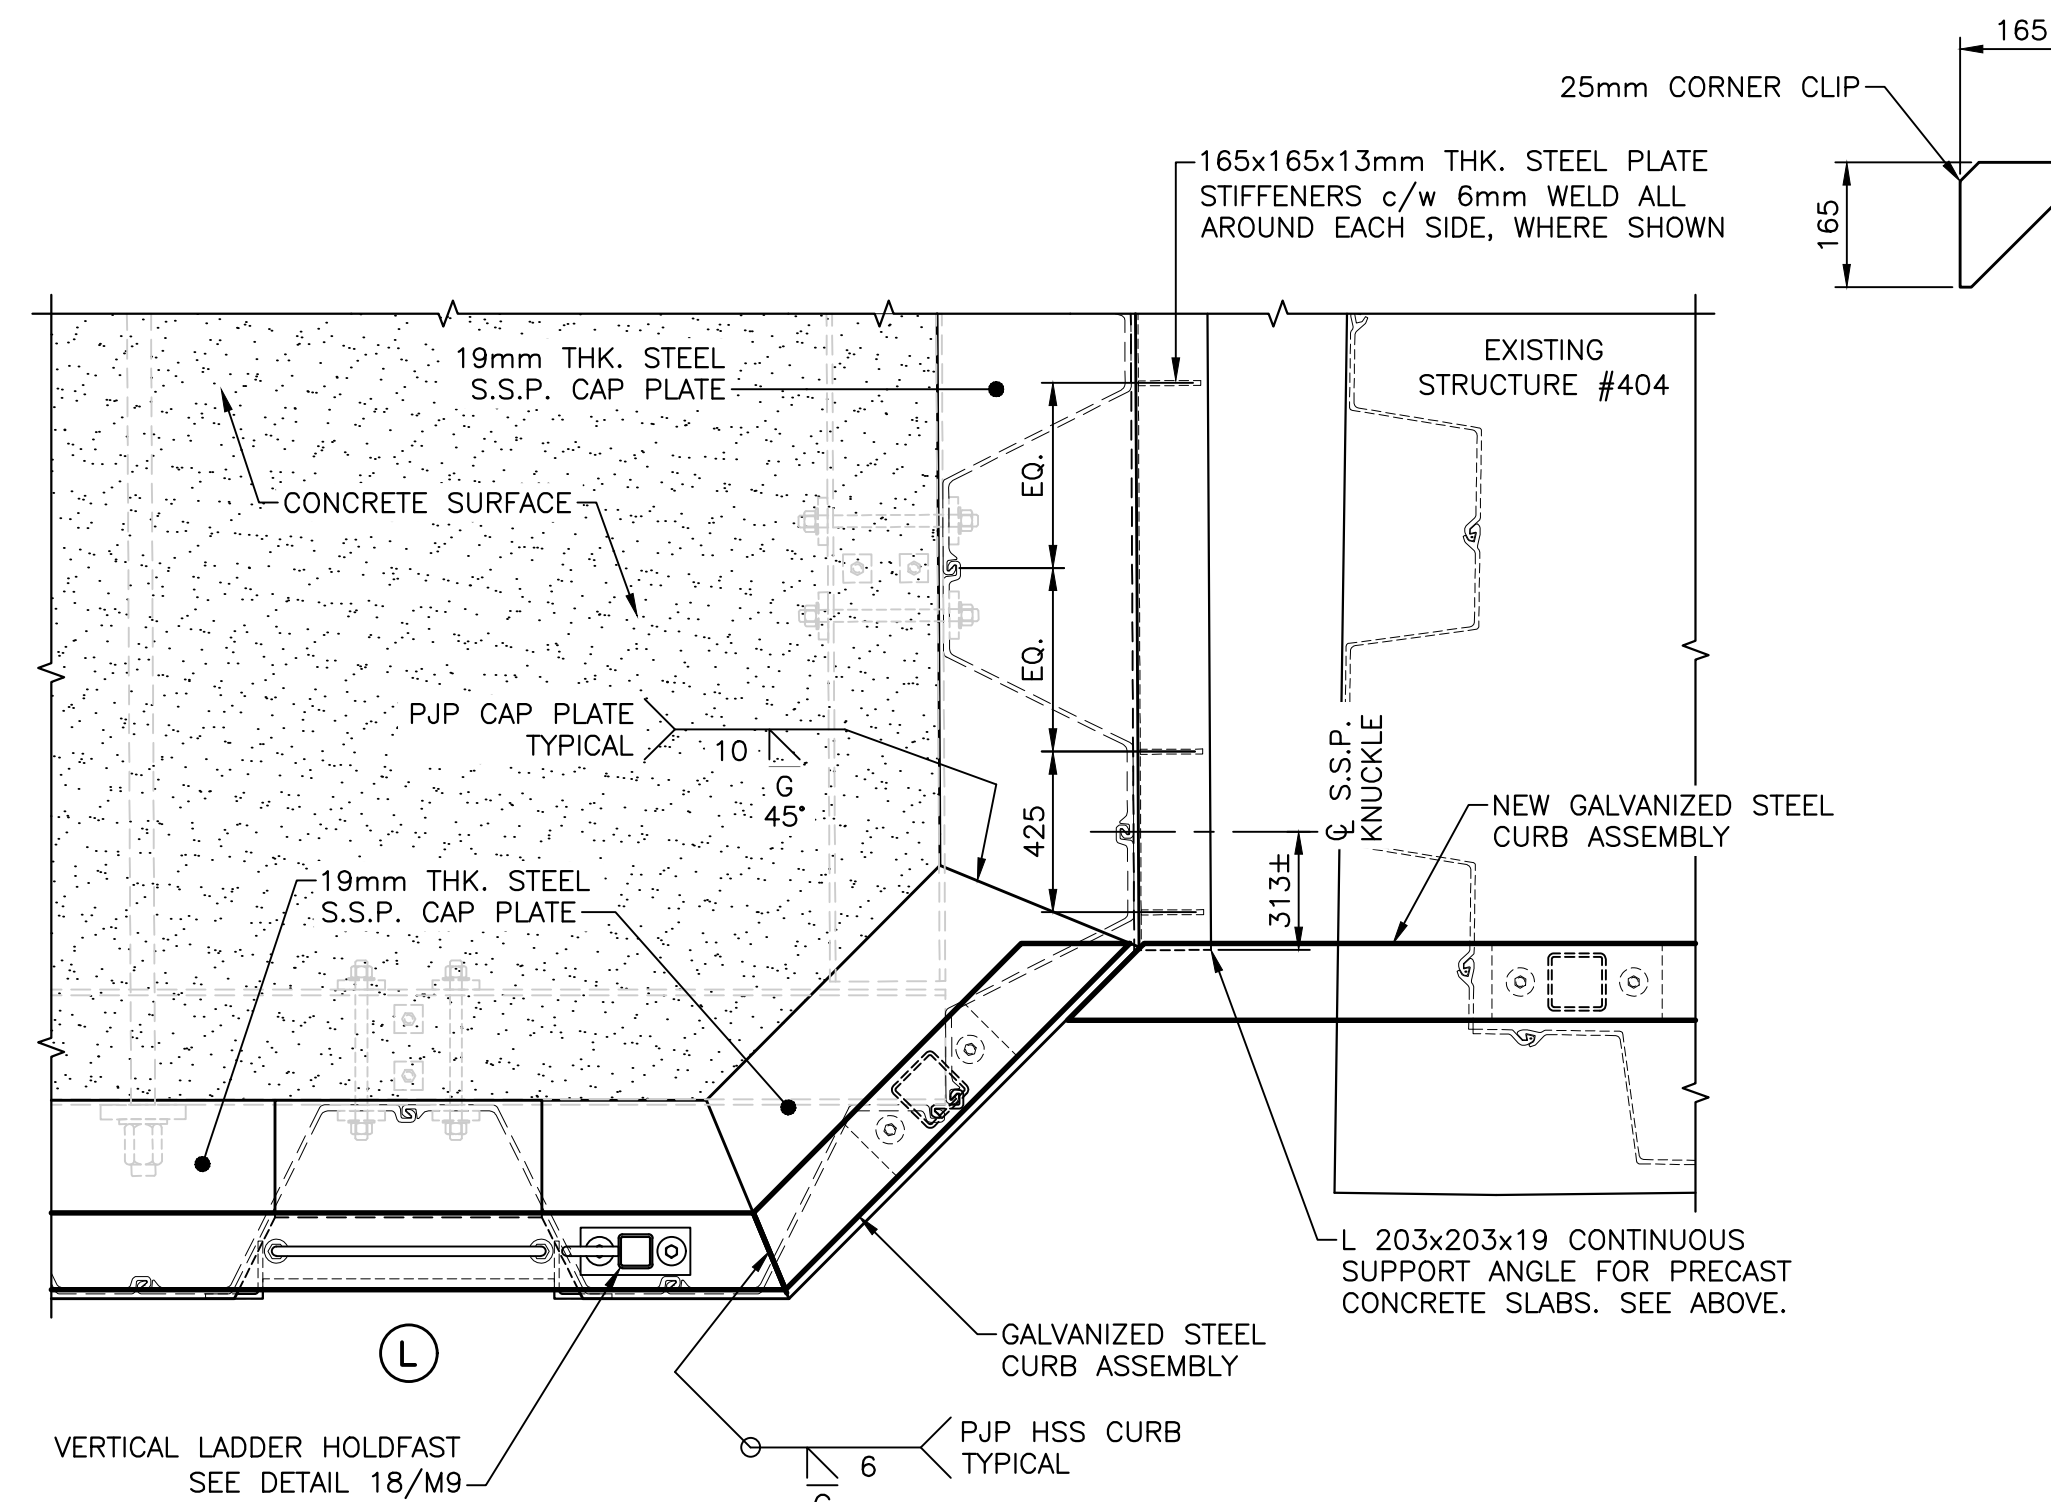 165
25mm CORNER CLIP
165x165x13mm THK. STEEL PLATE
STIFFENERS c/w 6mm WELD ALL
AROUND EACH SIDE, WHERE SHOWN
165
19mm THK. STEEL
S.S.P. CAP PLATE
EXISTING
STRUCTURE #404
EQ.
CONCRETE SURFACE
EQ.
PJP CAP PLATE
TYPICAL
10
G
45°
℄ S.S.P.
KNUCKLE
425
313±
NEW GALVANIZED STEEL
CURB ASSEMBLY
19mm THK. STEEL
S.S.P. CAP PLATE
L 203x203x19 CONTINUOUS
SUPPORT ANGLE FOR PRECAST
CONCRETE SLABS. SEE ABOVE.
GALVANIZED STEEL
CURB ASSEMBLY
L
VERTICAL LADDER HOLDFAST
SEE DETAIL 18/M9
PJP HSS CURB
TYPICAL
6